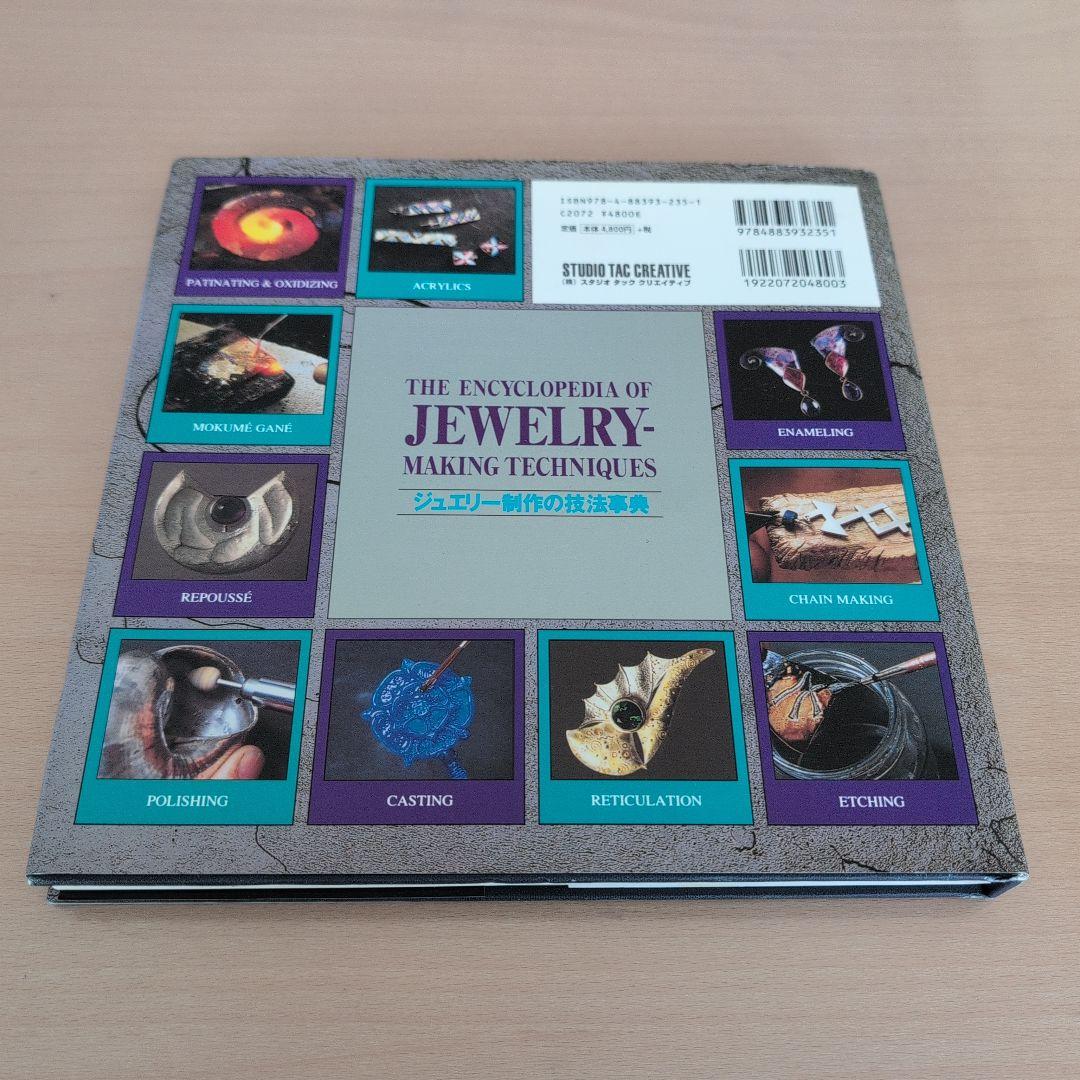 PATINATING & OXIDIZING
ACRYLICS
ISBN978-4-88393-235-1
C2072 ¥4800E
定価 本体 4,800円 +税
STUDIO TAC CREATIVE
(株) スタジオ タック クリエイティブ
9784883932351
1922072048003
MOKUMÉ GANÉ
THE ENCYCLOPEDIA OF
JEWELRY-
MAKING TECHNIQUES
ジュエリー制作の技法事典
ENAMELING
REPOUSSÉ
CHAIN MAKING
POLISHING
CASTING
RETICULATION
ETCHING